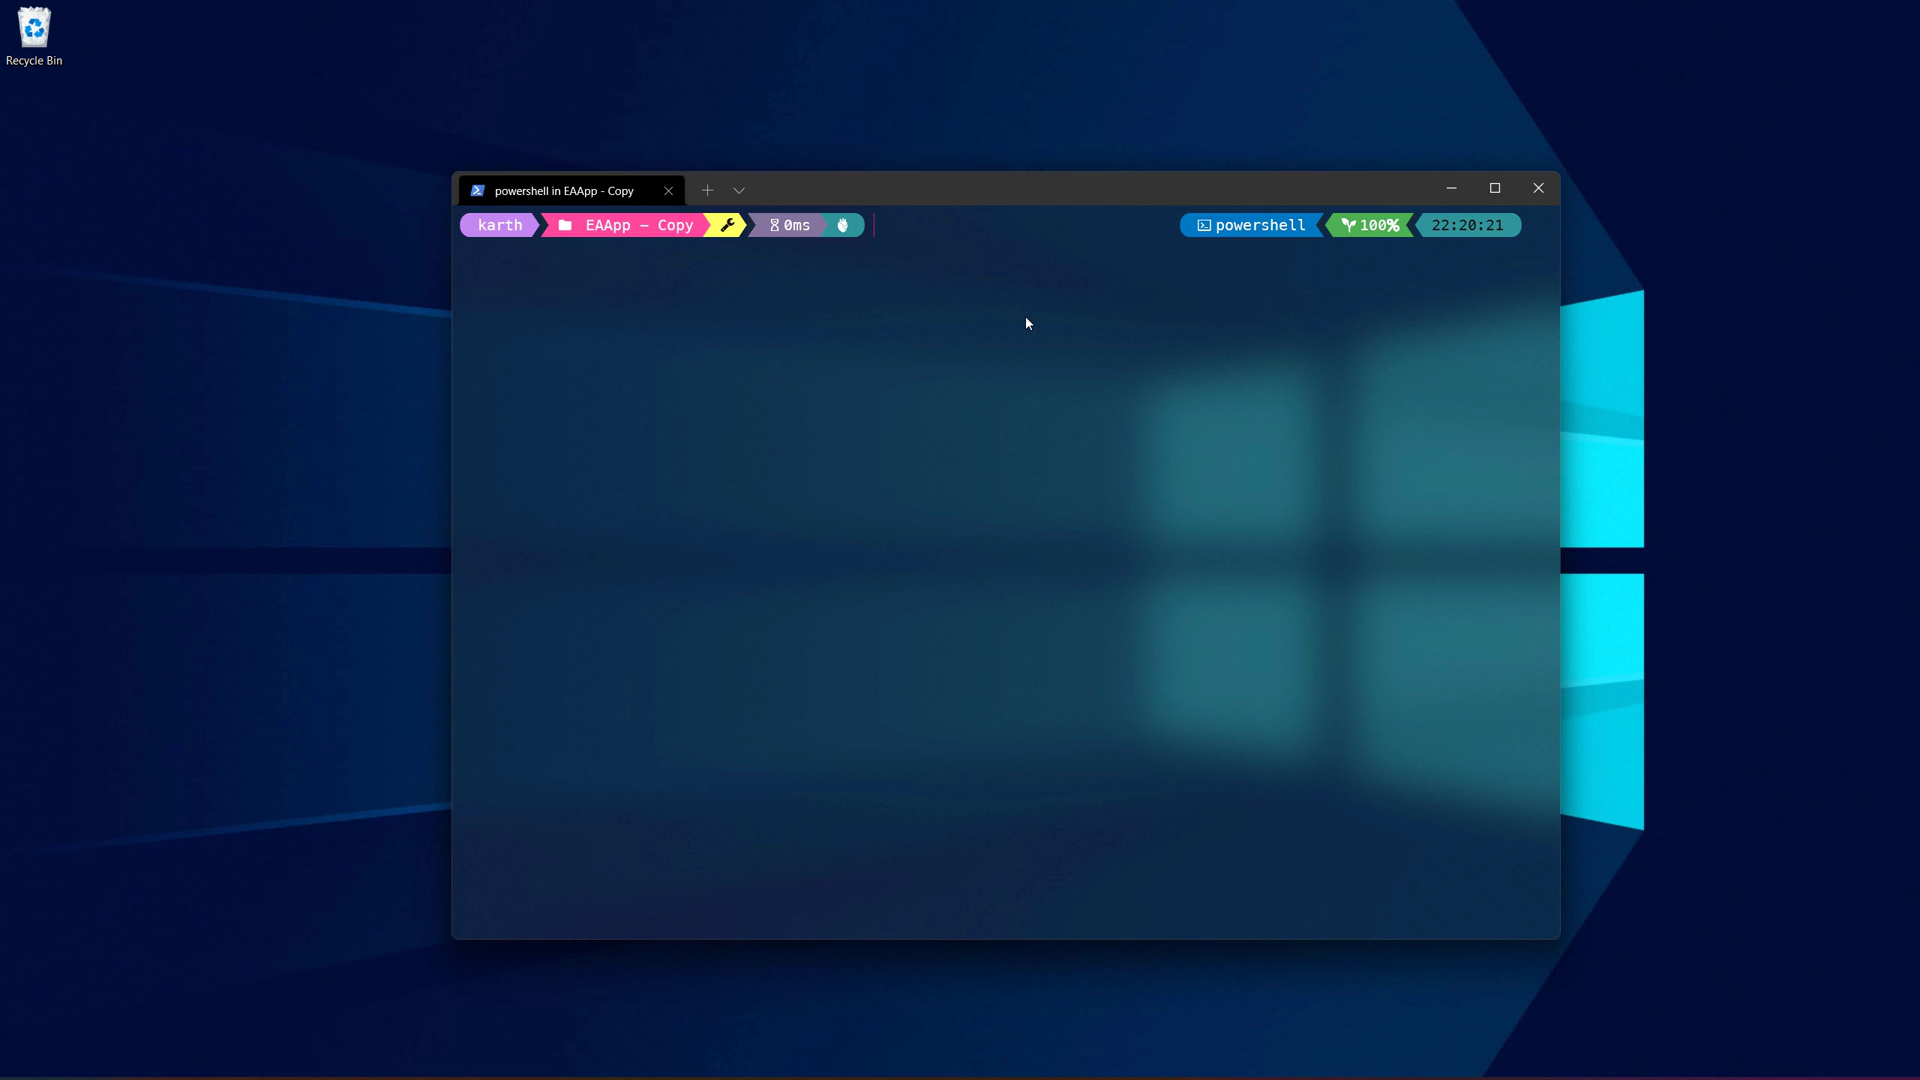 Recycle Bin
powershell in EAApp - Copy
karth EAApp – Copy 0ms powershell 100% 22:20:21